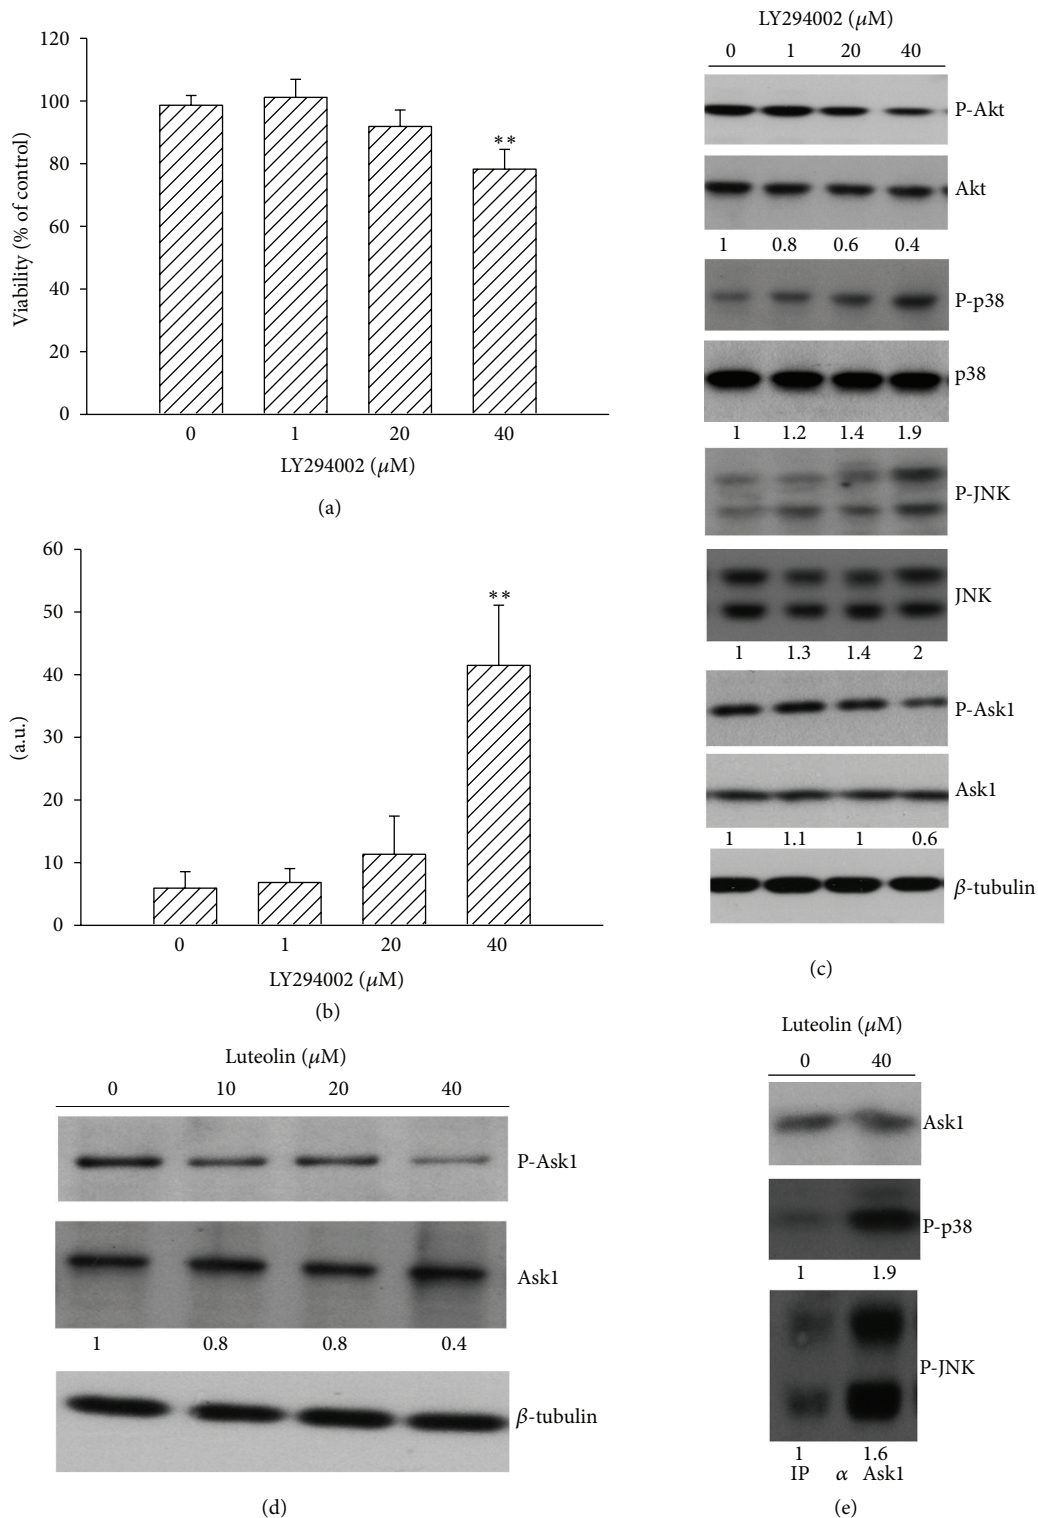 120
100
80
60
40
20
0
Viability (% of control)
**
0 1 20 40
LY294002 (µM)
(a)
60
50
40
30
20
10
0
(a.u.)
**
0 1 20 40
LY294002 (µM)
(b)
LY294002 (µM)
0 1 20 40
P-Akt
Akt
1 0.8 0.6 0.4
P-p38
p38
1 1.2 1.4 1.9
P-JNK
JNK
1 1.3 1.4 2
P-Ask1
Ask1
1 1.1 1 0.6
β-tubulin
(c)
Luteolin (µM)
0 10 20 40
P-Ask1
Ask1
1 0.8 0.8 0.4
β-tubulin
(d)
Luteolin (µM)
0 40
Ask1
P-p38
1 1.9
P-JNK
1 1.6
IP α Ask1
(e)